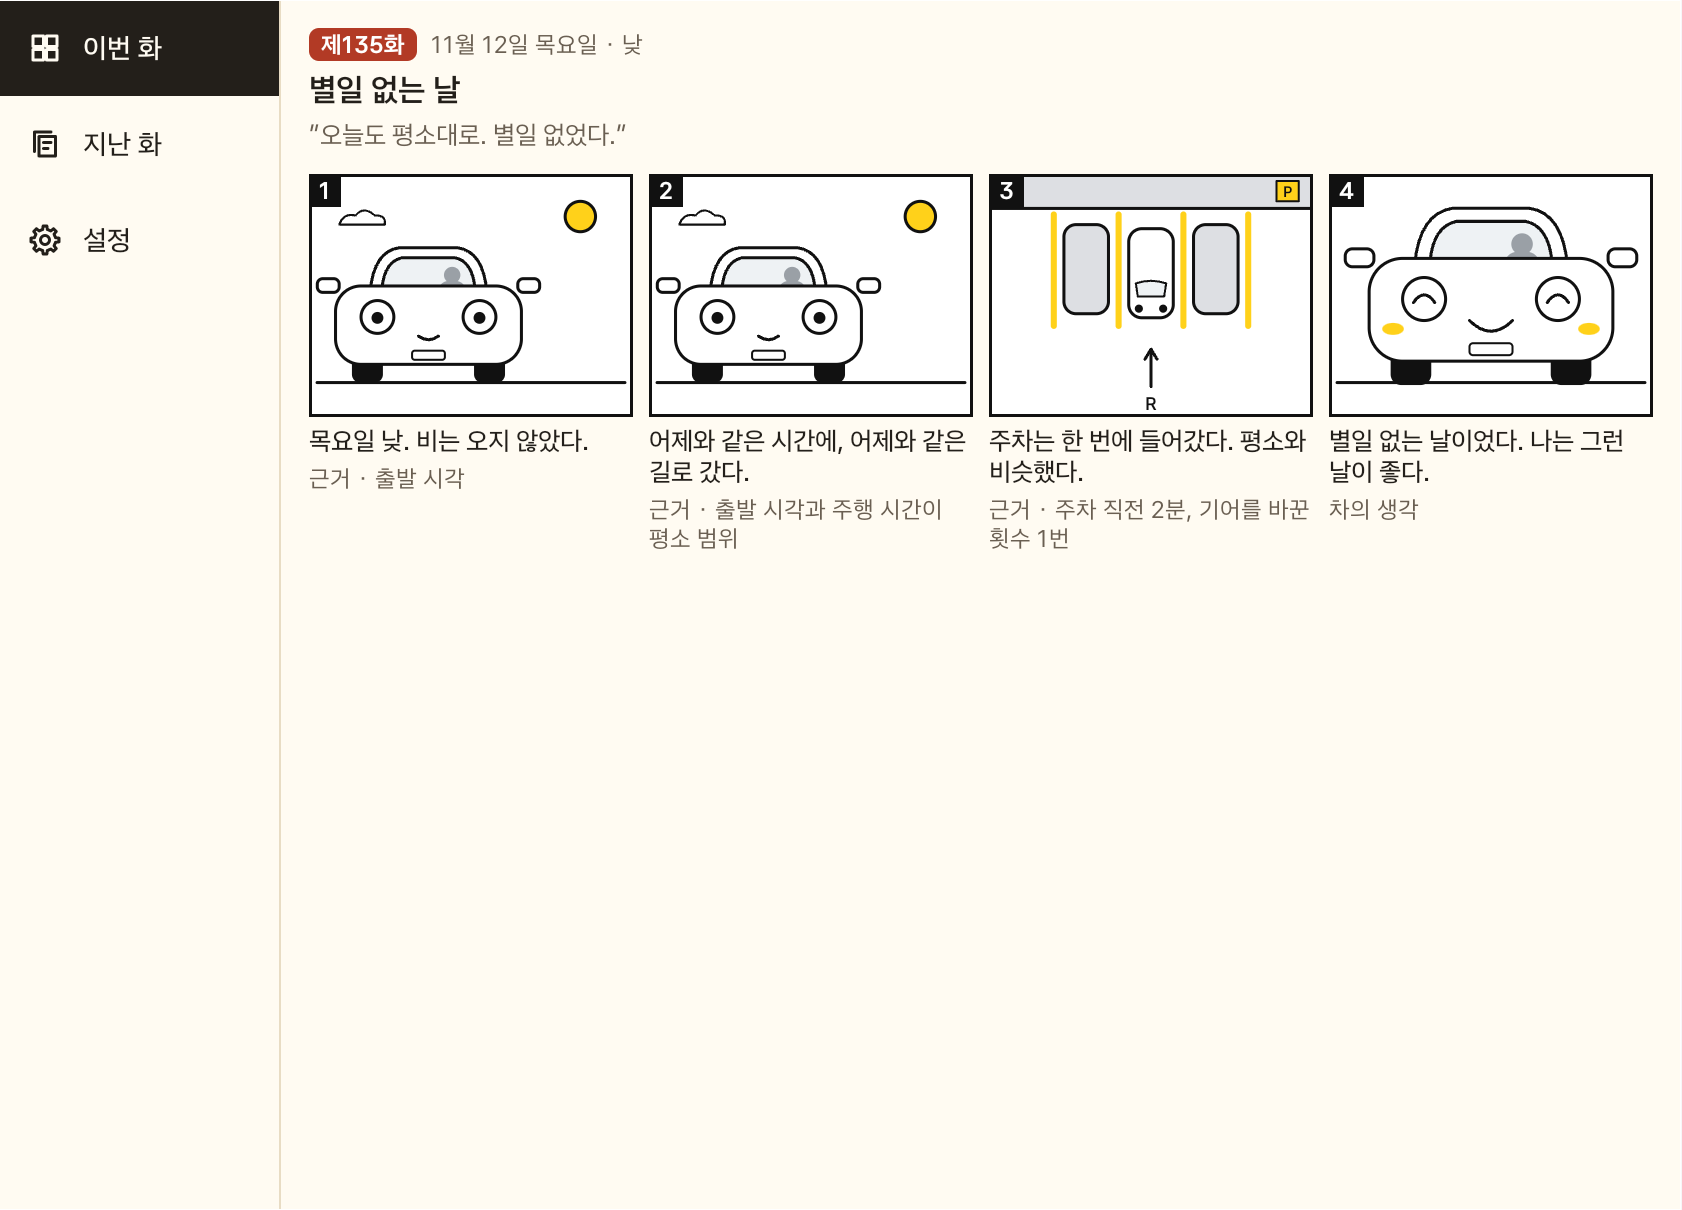 이번 화
지난 화
설정
제135화 11월 12일 목요일 · 낮
별일 없는 날
"오늘도 평소대로. 별일 없었다."
1
목요일 낮. 비는 오지 않았다.
근거 · 출발 시각
2
어제와 같은 시간에, 어제와 같은
길로 갔다.
근거 · 출발 시각과 주행 시간이
평소 범위
3
P
R
주차는 한 번에 들어갔다. 평소와
비슷했다.
근거 · 주차 직전 2분, 기어를 바꾼
횟수 1번
4
별일 없는 날이었다. 나는 그런
날이 좋다.
차의 생각